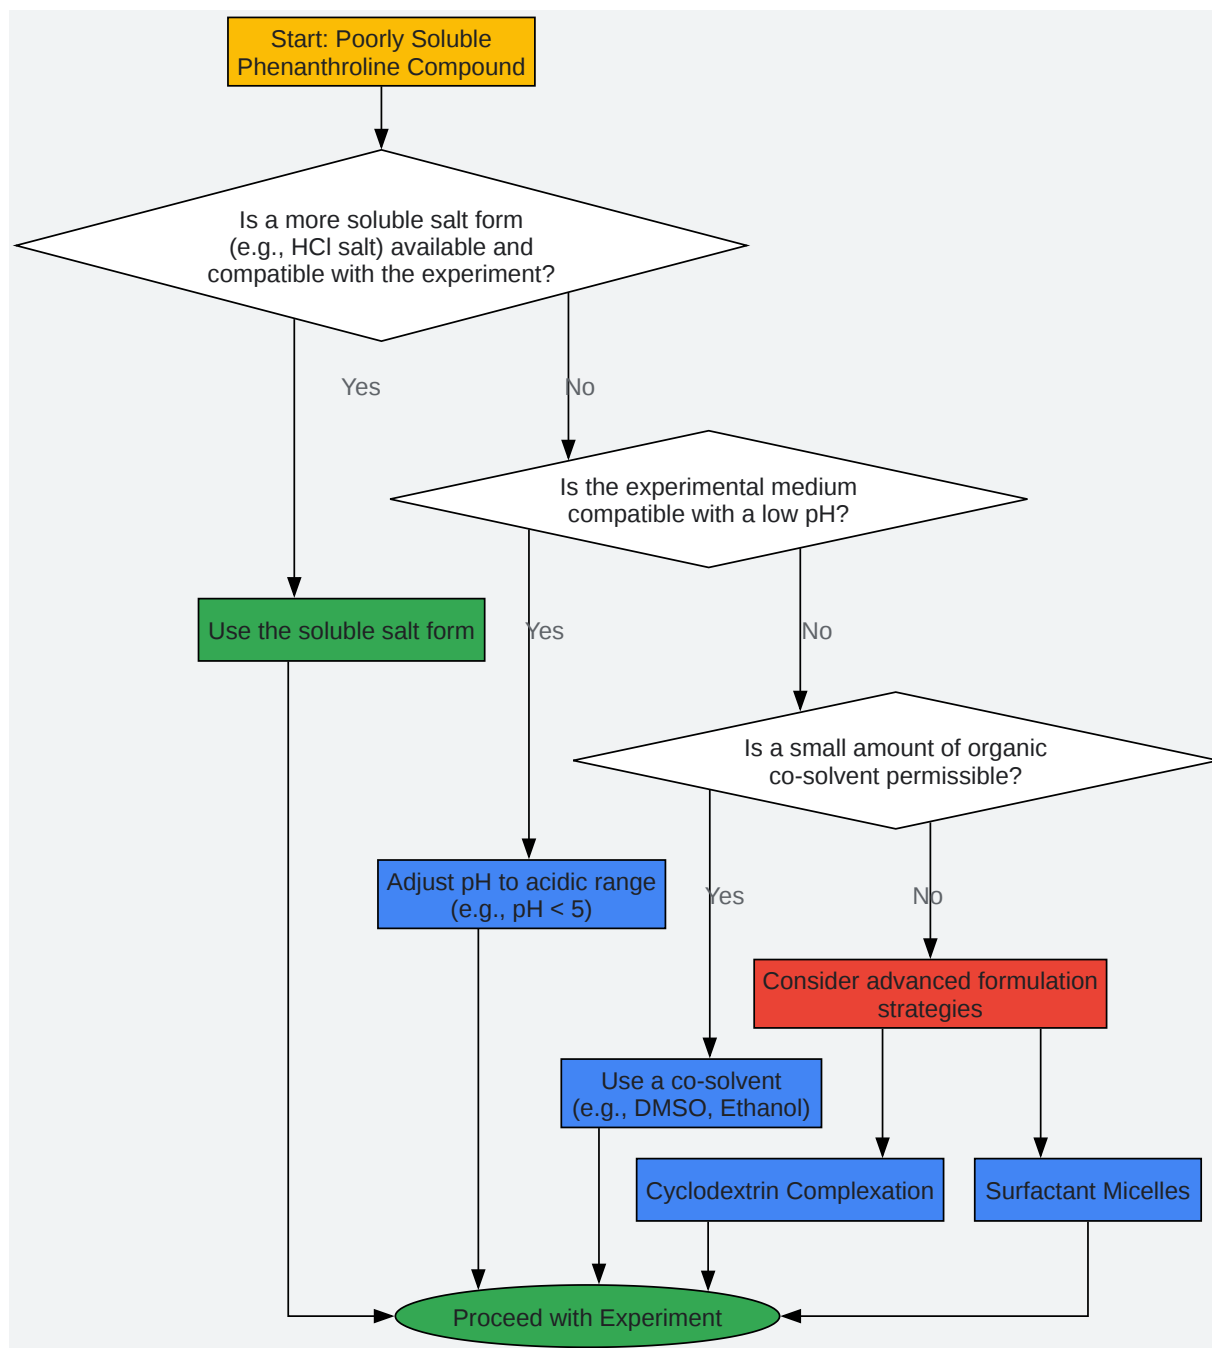 Start: Poorly Soluble
Phenanthroline Compound
Is a more soluble salt form
(e.g., HCl salt) available and
compatible with the experiment?
Yes
No
Is the experimental medium
compatible with a low pH?
Use the soluble salt form
Yes
No
Is a small amount of organic
co-solvent permissible?
Adjust pH to acidic range
(e.g., pH < 5)
Yes
No
Consider advanced formulation
strategies
Use a co-solvent
(e.g., DMSO, Ethanol)
Cyclodextrin Complexation
Surfactant Micelles
Proceed with Experiment